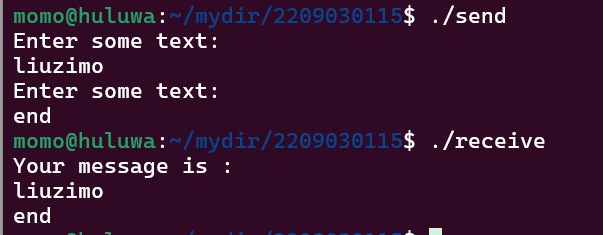 momo@huluwa:~/mydir/2209030115$ ./send
Enter some text:
liuzimo
Enter some text:
end
momo@huluwa:~/mydir/2209030115$ ./receive
Your message is :
liuzimo
end